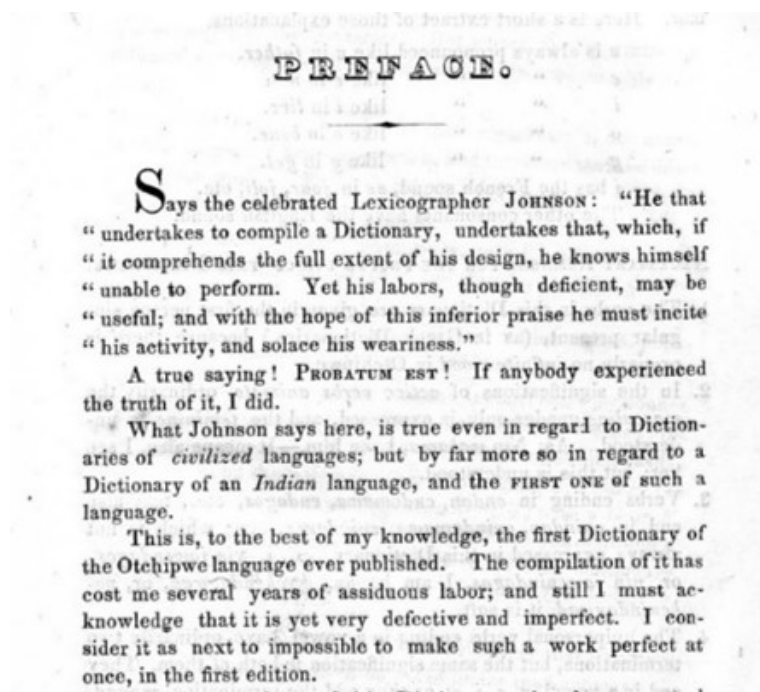 PREFACE.
Says the celebrated Lexicographer JOHNSON: "He that
" undertakes to compile a Dictionary, undertakes that, which, if
" it comprehends the full extent of his design, he knows himself
" unable to perform. Yet his labors, though deficient, may be
" useful; and with the hope of this inferior praise he must incite
" his activity, and solace his weariness."
A true saying! PROBATUM EST! If anybody experienced
the truth of it, I did.
What Johnson says here, is true even in regard to Diction-
aries of civilized languages; but by far more so in regard to a
Dictionary of an Indian language, and the FIRST ONE of such a
language.
This is, to the best of my knowledge, the first Dictionary of
the Otchipwe language ever published. The compilation of it has
cost me several years of assiduous labor; and still I must ac-
knowledge that it is yet very defective and imperfect. I con-
sider it as next to impossible to make such a work perfect at
once, in the first edition.